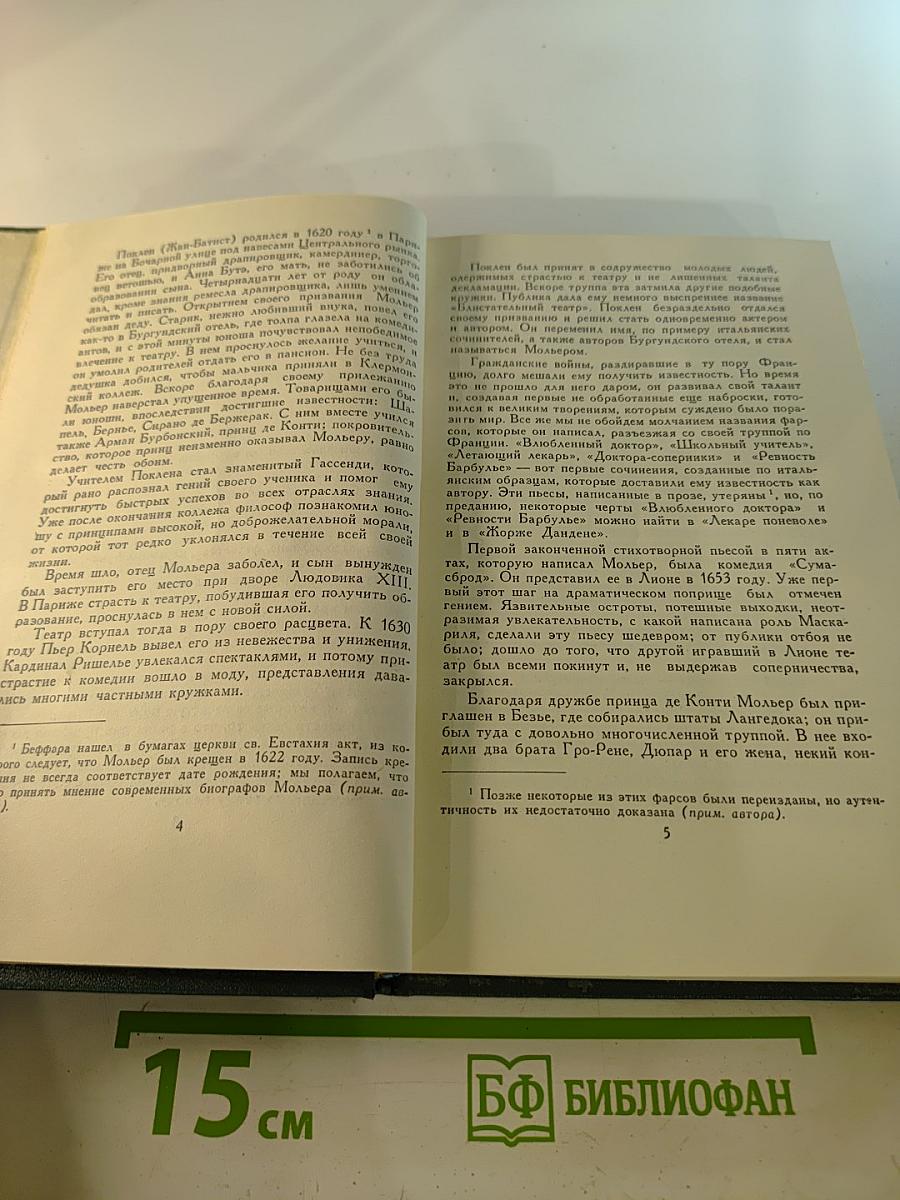 Поклен (Жан-Батист) родился в 1620 году ¹ в Пари-
же на Бочарной улице под навесами Центрального рынка.
Его отец, придворный драпировщик, камердинер, торго-
вец ветошью, и Анна Бутэ, его мать, не заботились об
образовании сына. Четырнадцати лет от роду он обла-
дал, кроме знания ремесла драпировщика, лишь умением
читать и писать. Открытием своего призвания Мольер
обязан деду. Старик, нежно любивший внука, повел его
как-то в Бургундский отель, где толпа глазела на комеди-
антов, и с этой минуты юноша почувствовал непобедимое
влечение к театру. В нем проснулось желание учиться, и
он умолил родителей отдать его в пансион. Не без труда
дедушка добился, чтобы мальчика приняли в Клермон-
ский коллеж. Вскоре благодаря своему прилежанию
Мольер наверстал упущенное время. Товарищами его бы-
ли юноши, впоследствии достигшие известности: Ша-
пель, Бернье, Сирано де Бержерак. С ним вместе учился
также Арман Бурбонский, принц де Конти; покровитель-
ство, которое принц неизменно оказывал Мольеру, равно
делает честь обоим.
Учителем Поклена стал знаменитый Гассенди, кото-
рый рано распознал гений своего ученика и помог ему
достигнуть быстрых успехов во всех отраслях знания.
Уже после окончания коллежа философ познакомил юно-
шу с принципами высокой, но доброжелательной морали,
от которой тот редко уклонялся в течение всей своей
жизни.
Время шло, отец Мольера заболел, и сын вынужден
был заступить его место при дворе Людовика XIII.
В Париже страсть к театру, побудившая его получить об-
разование, проснулась в нем с новой силой.
Театр вступал тогда в пору своего расцвета. К 1630
году Пьер Корнель вывел его из невежества и унижения.
Кардинал Ришелье увлекался спектаклями, и потому при-
страстие к комедии вошло в моду, представления дава-
лись многими частными кружками.
¹ Беффара нашел в бумагах церкви св. Евстахия акт, из ко-
рого следует, что Мольер был крещен в 1622 году. Запись кре-
ния не всегда соответствует дате рождения; мы полагаем, что
о принять мнение современных биографов Мольера (прим. ав-
).
4
Поклен был принят в содружество молодых людей,
одержимых страстью к театру и не лишенных таланта
декламации. Вскоре труппа эта затмила другие подобные
кружки. Публика дала ему немного выспреннее название
«Блистательный театр». Поклен безраздельно отдался
своему призванию и решил стать одновременно актером
и автором. Он переменил имя, по примеру итальянских
сочинителей, а также авторов Бургундского отеля, и стал
называться Мольером.
Гражданские войны, раздиравшие в ту пору Фран-
цию, долго мешали ему получить известность. Но время
это не прошло для него даром, он развивал свой талант
и, создавая первые не обработанные еще наброски, гото-
вился к великим творениям, которым суждено было пора-
зить мир. Все же мы не обойдем молчанием названия фар-
сов, которые он написал, разъезжая со своей труппой по
Франции. «Влюбленный доктор», «Школьный учитель»,
«Летающий лекарь», «Доктора-соперники» и «Ревность
Барбулье» — вот первые сочинения, созданные по италь-
янским образцам, которые доставили ему известность как
автору. Эти пьесы, написанные в прозе, утеряны ¹, но, по
преданию, некоторые черты «Влюбленного доктора» и
«Ревности Барбулье» можно найти в «Лекаре поневоле»
и в «Жорже Дандене».
Первой законченной стихотворной пьесой в пяти ак-
тах, которую написал Мольер, была комедия «Сума-
сброд». Он представил ее в Лионе в 1653 году. Уже пер-
вый этот шаг на драматическом поприще был отмечен
гением. Язвительные остроты, потешные выходки, неот-
разимая увлекательность, с какой написана роль Маска-
риля, сделали эту пьесу шедевром; от публики отбоя не
было; дошло до того, что другой игравший в Лионе те-
атр был всеми покинут и, не выдержав соперничества,
закрылся.
Благодаря дружбе принца де Конти Мольер был при-
глашен в Безье, где собирались штаты Лангедока; он при-
был туда с довольно многочисленной труппой. В нее вхо-
дили два брата Гро-Рене, Дюпар и его жена, некий кон-
¹ Позже некоторые из этих фарсов были переизданы, но аутен-
тичность их недостаточно доказана (прим. автора).
5
15 см
БФ БИБЛИОФАН